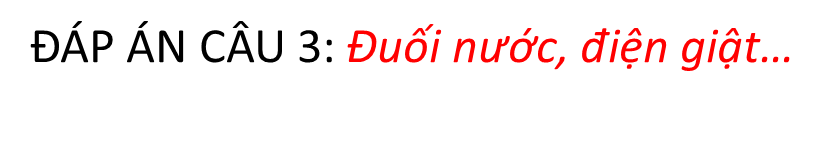 ĐÁP ÁN CÂU 3: Đuối nước, điện giật...